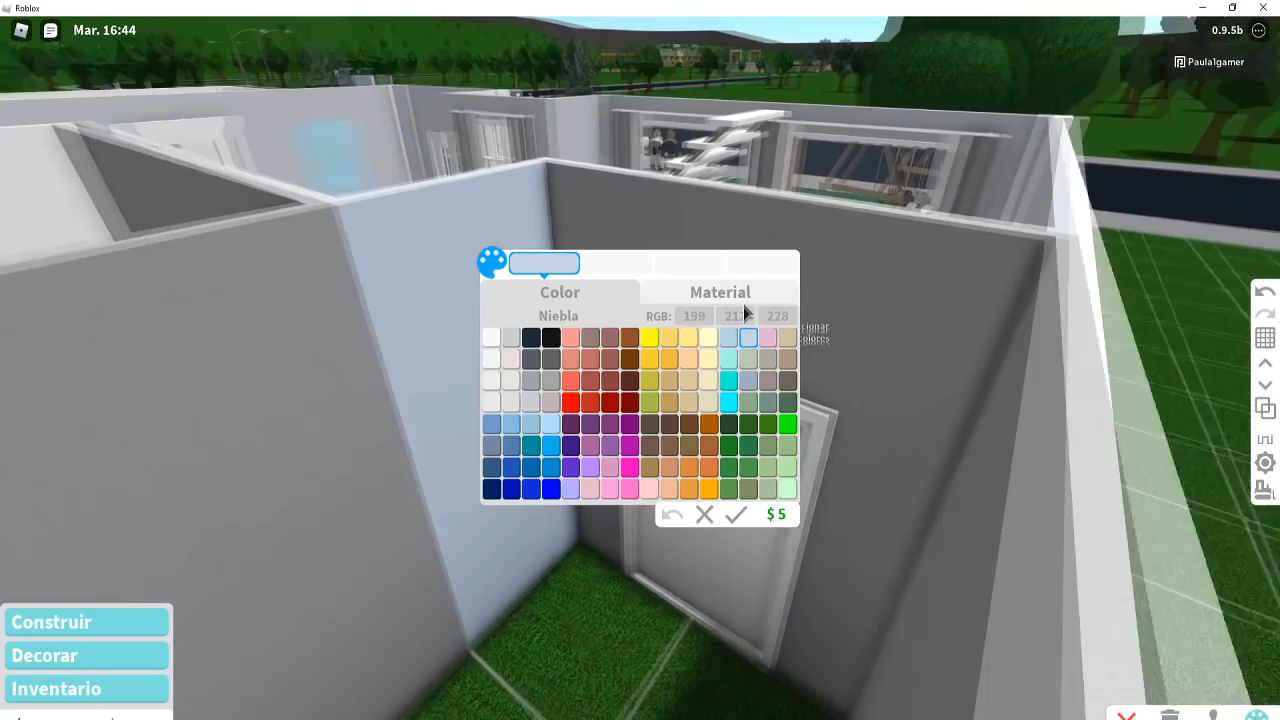 Roblox
Mar. 16:44
0.9.5b
Paula1gamer
Color
Material
Niebla
RGB: 199 228
$ 5
Construir
Decorar
Inventario